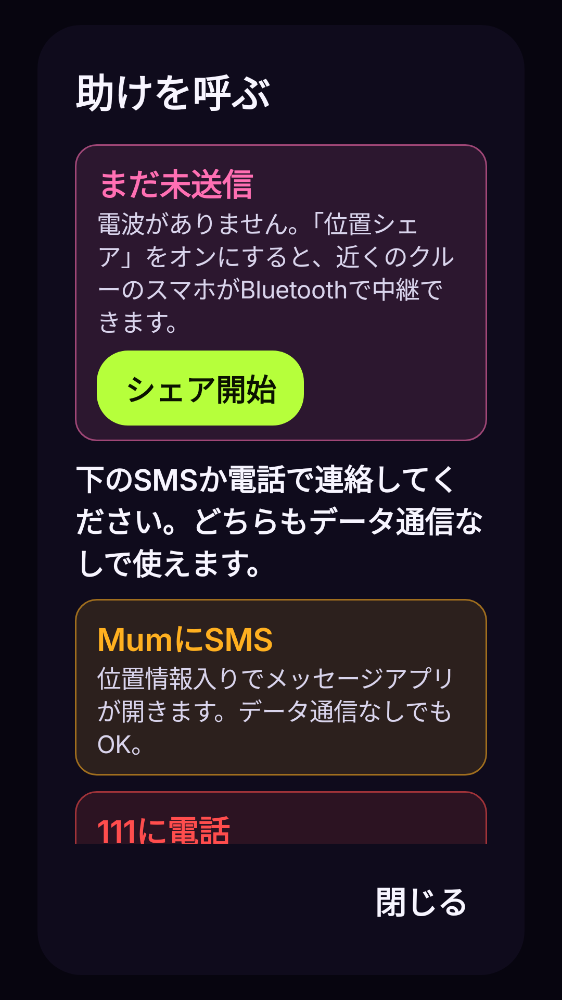 助けを呼ぶ
まだ未送信
電波がありません。「位置シェ
ア」をオンにすると、近くのクル
ーのスマホがBluetoothで中継で
きます。
シェア開始
下のSMSか電話で連絡してく
ださい。どちらもデータ通信な
しで使えます。
MumにSMS
位置情報入りでメッセージアプリ
が開きます。データ通信なしでも
OK。
111に電話
閉じる